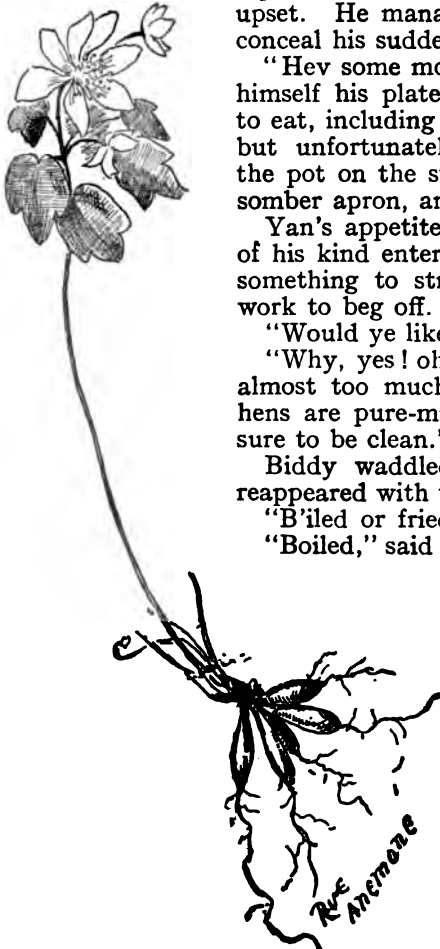 upset. He mana
conceal his sudde
"Hev some mo
himself his plate
to eat, including
but unfortunatel
the pot on the s
somber apron, an
Yan's appetite
of his kind enter
something to str
work to beg off.
"Would ye like
"Why, yes! oh
almost too much
hens are pure-m
sure to be clean.'
Biddy waddled
reappeared with
"B'iled or fried
"Boiled," said
Rue
Anemone